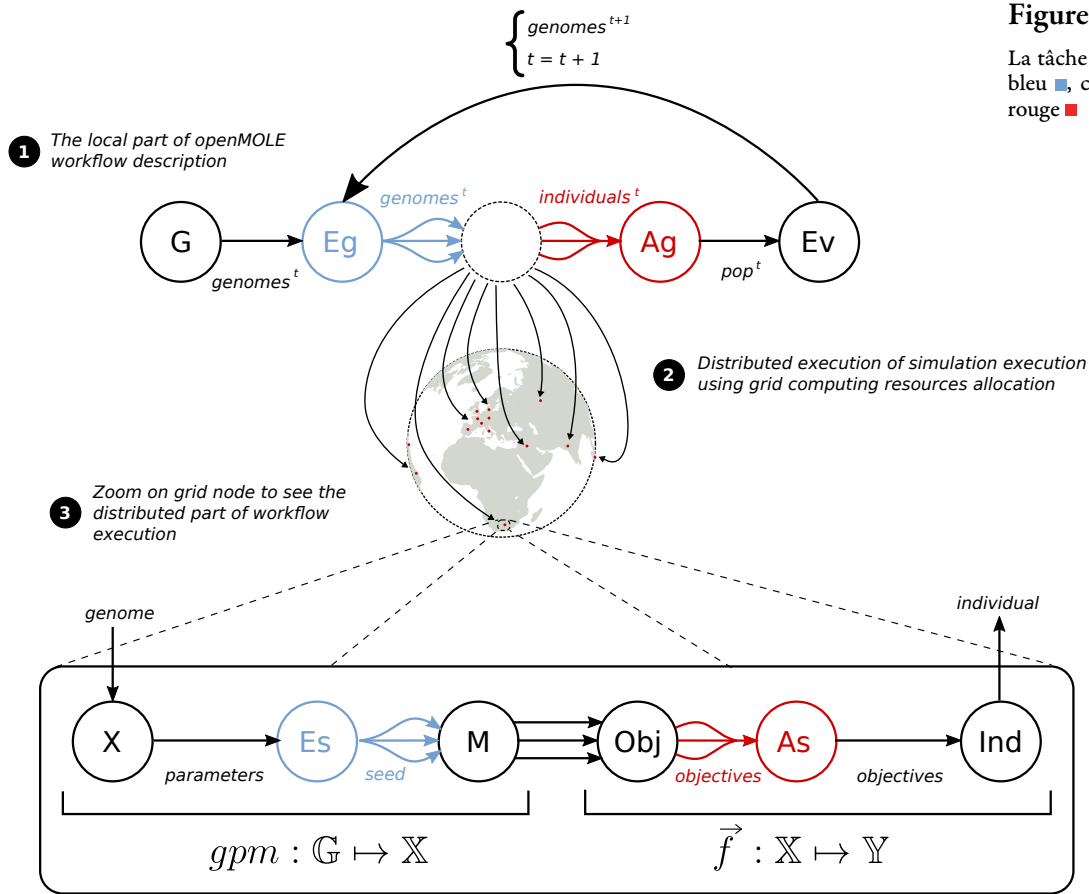 genomes t+1
t = t + 1
Figure
La tâche
bleu , c
rouge
1
The local part of openMOLE
workflow description
genomes t
individuals t
G
Eg
Ag
Ev
genomes t
pop t
2
Distributed execution of simulation execution
using grid computing resources allocation
3
Zoom on grid node to see the
distributed part of workflow
execution
genome
individual
X
Es
M
Obj
As
Ind
parameters
seed
objectives
objectives
gpm : 𝔾 ↦ 𝕏
f⃗ : 𝕏 ↦ 𝕐